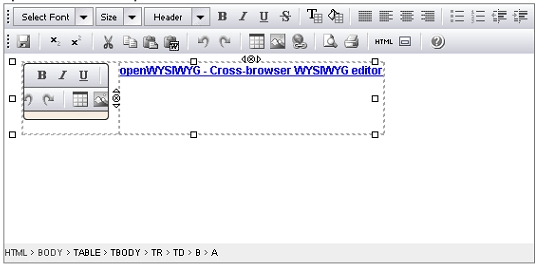 Select Font Size Header B I U S T
x² x² W HTML ?
B I U openWYSIWYG - Cross-browser WYSIWYG editor
HTML > BODY > TABLE > TBODY > TR > TD > B > A